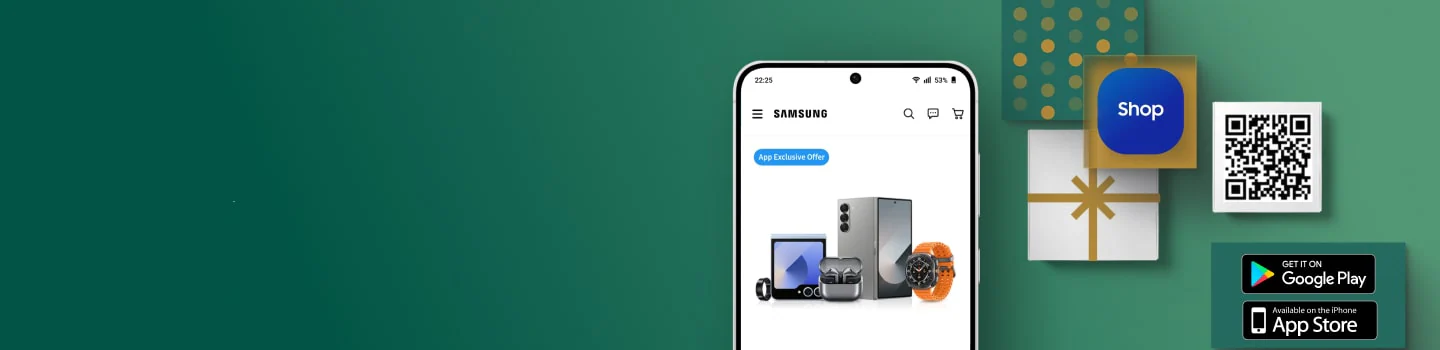 22:25
53%
SAMSUNG
App Exclusive Offer
Shop
GET IT ON
Google Play
Available on the iPhone
App Store